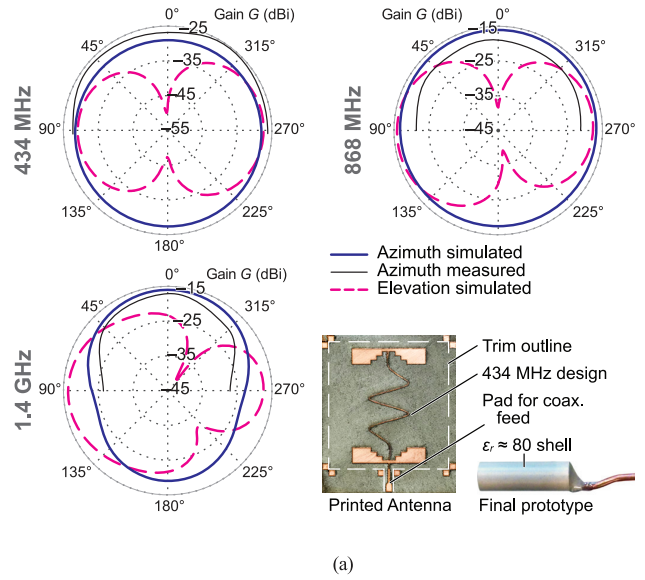 0°
Gain G (dBi)
−25
45°
315°
−35
−45
90°
−55
270°
135°
225°
180°
434 MHz
0°
Gain G (dBi)
−15
45°
315°
−25
−35
90°
−45
270°
135°
225°
180°
868 MHz
Azimuth simulated
Azimuth measured
Elevation simulated
0°
Gain G (dBi)
−15
45°
315°
−25
−35
90°
−45
270°
135°
225°
180°
1.4 GHz
Trim outline
434 MHz design
Pad for coax.
feed
εr ≈ 80 shell
Printed Antenna
Final prototype
(a)